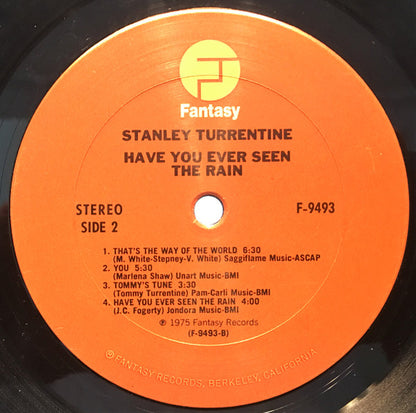 Fantasy
STANLEY TURRENTINE
HAVE YOU EVER SEEN
THE RAIN
STEREO
SIDE 2
F-9493
1. THAT'S THE WAY OF THE WORLD 6:30
(M. White-Stepney-V. White) Saggiflame Music-ASCAP
2. YOU 5:30
(Marlena Shaw) Unart Music-BMI
3. TOMMY'S TUNE 3:30
(Tommy Turrentine) Pam-Carli Music-BMI
4. HAVE YOU EVER SEEN THE RAIN 4:00
(J.C. Fogerty) Jondora Music-BMI
℗ 1975 Fantasy Records
(F-9493-B)
® FANTASY RECORDS, BERKELEY, CALIFORNIA